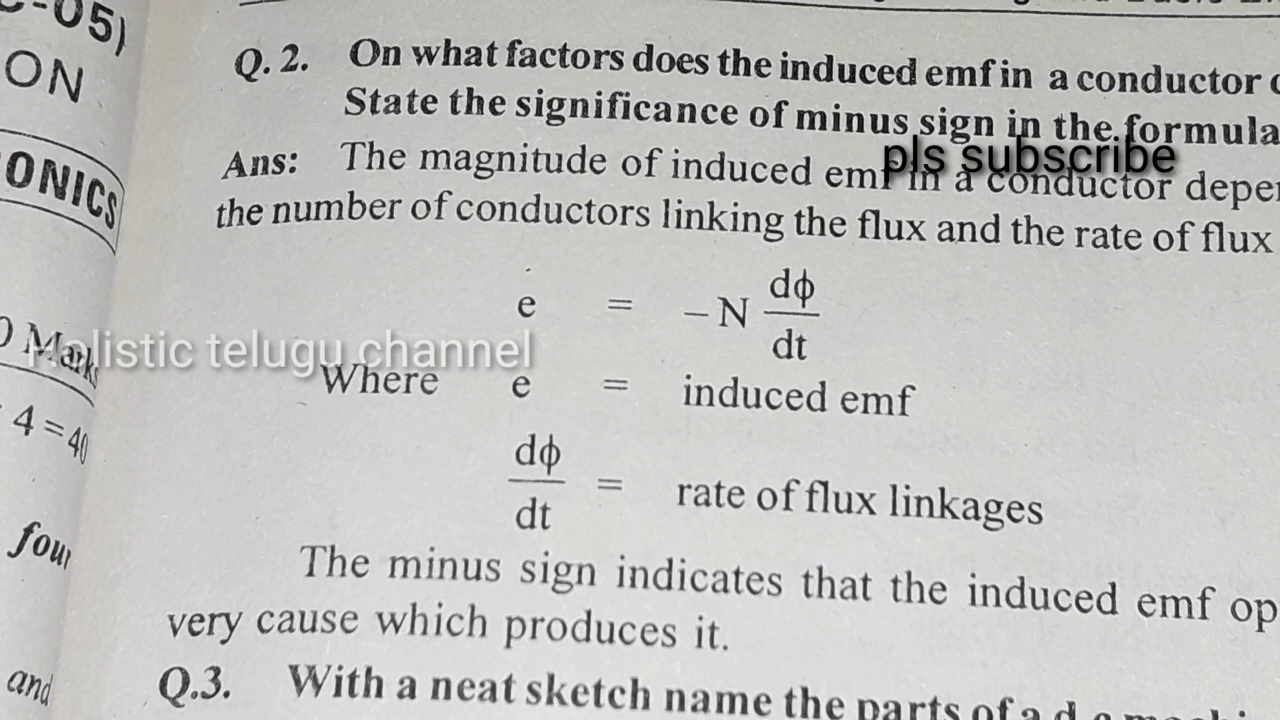 -05)
ON
ONICS
Marks
4 = 40
four
and
Q. 2. On what factors does the induced emf in a conductor
State the significance of minus sign in the formula
pls subscribe
Ans: The magnitude of induced emf in a conductor depe
the number of conductors linking the flux and the rate of flux
e = – N dϕ
dt
Holistic telugu channel
Where e = induced emf
dϕ
dt = rate of flux linkages
The minus sign indicates that the induced emf op
very cause which produces it.
Q.3. With a neat sketch name the parts of a d